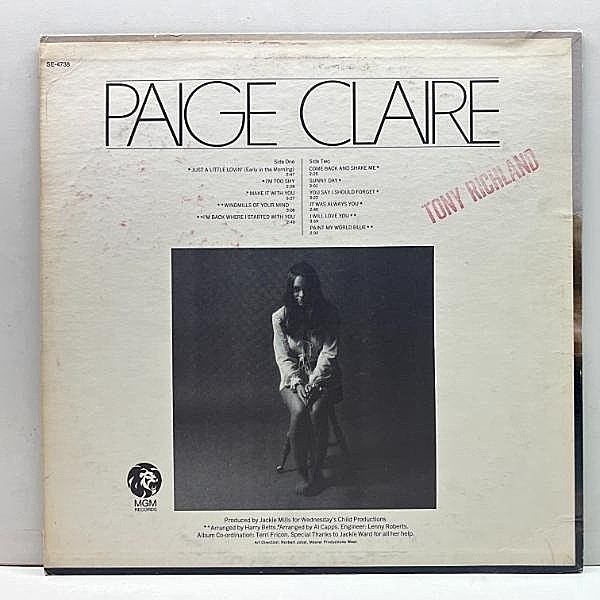 SE-4738
PAIGE CLAIRE
Side One
* JUST A LITTLE LOVIN' (Early in the Morning)
2:47
* I'M TOO SHY
* MAKE IT WITH YOU
3:27
**WINDMILLS OF YOUR MIND
**I'M BACK WHERE I STARTED WITH YOU
Side Two
COME BACK AND SHAKE ME*
SUNNY DAY*
YOU SAY I SHOULD FORGET*
IT WAS ALWAYS YOU*
I WILL LOVE YOU**
PAINT MY WORLD BLUE**
TONY RICHLAND
MGM
RECORDS
Produced by Jackie Mills for Wednesday's Child Productions
**Arranged by Harry Betts, *Arranged by Al Capps, Engineer: Lenny Roberts,
Album Co-ordination: Terri Fricon, Special Thanks to Jackie Ward for all her help.